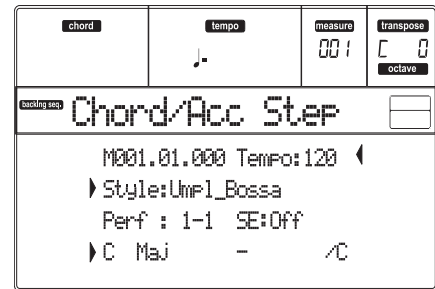 chord tempo measure transpose
001 C 0
octave
backing seq. Chord/Acc Step
M001.01.000 Tempo:120
Style:Umpl_Bossa
Perf : 1-1 SE:Off
C Maj - /C